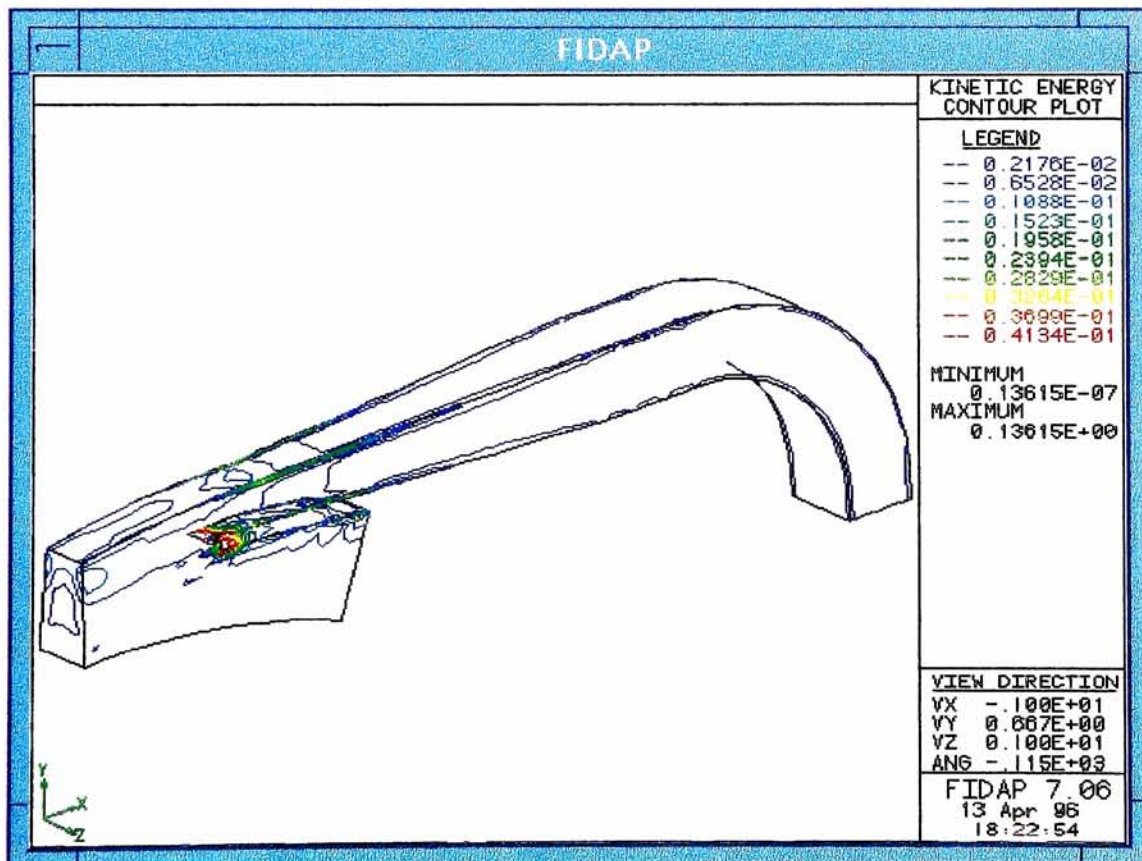 FIDAP
KINETIC ENERGY
CONTOUR PLOT
LEGEND
-- 0.2176E-02
-- 0.6528E-02
-- 0.1088E-01
-- 0.1523E-01
-- 0.1958E-01
-- 0.2394E-01
-- 0.2829E-01
-- 0.3264E-01
-- 0.3699E-01
-- 0.4134E-01
MINIMUM
0.13615E-07
MAXIMUM
0.13615E+00
VIEW DIRECTION
VX -.100E+01
VY 0.667E+00
VZ 0.100E+01
ANG -.115E+03
FIDAP 7.06
13 Apr 96
18:22:54
Y
X
Z